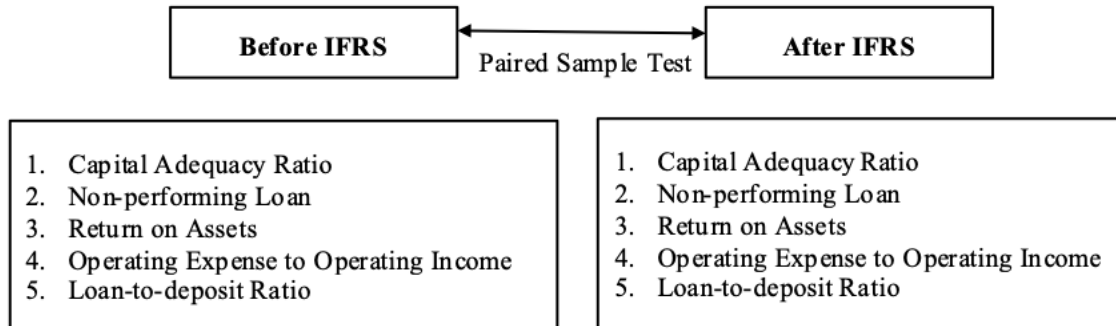 Before IFRS
Paired Sample Test
After IFRS
1. Capital Adequacy Ratio
2. Non-performing Loan
3. Return on Assets
4. Operating Expense to Operating Income
5. Loan-to-deposit Ratio
1. Capital Adequacy Ratio
2. Non-performing Loan
3. Return on Assets
4. Operating Expense to Operating Income
5. Loan-to-deposit Ratio